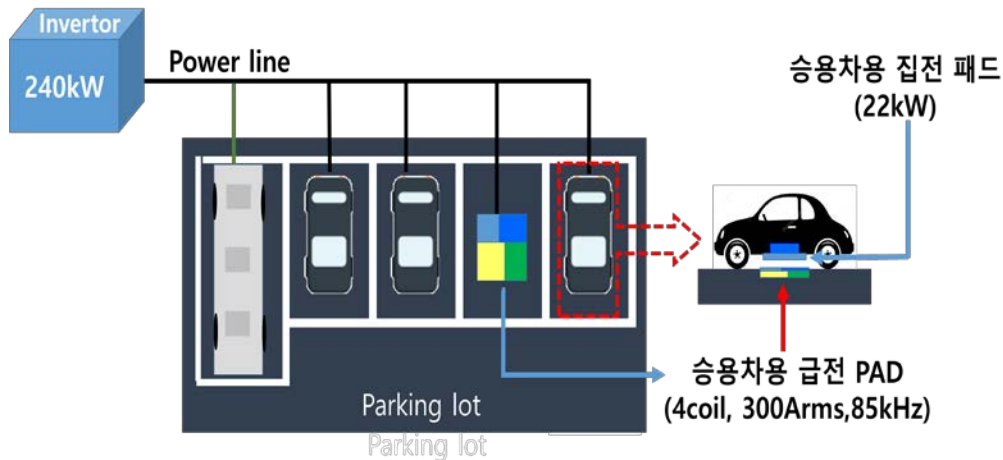 Invertor
240kW
Power line
승용차용 집전 패드
(22kW)
승용차용 급전 PAD
(4coil, 300Arms,85kHz)
Parking lot
Parking lot